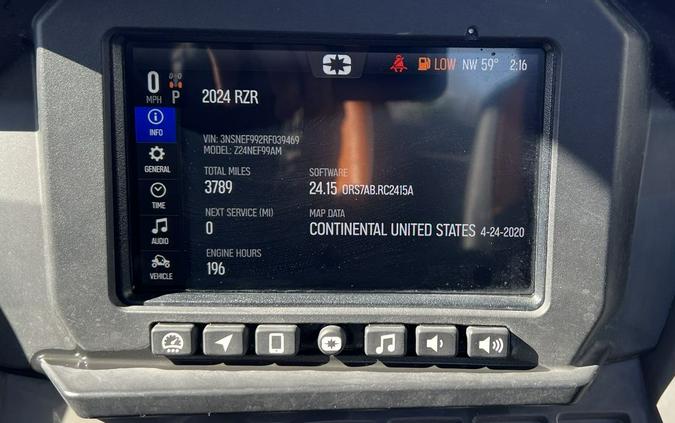 0
MPH
P
LOW NW 59° 2:16
2024 RZR
INFO
VIN: 3NSNEF992RF039469
MODEL: Z24NEF99AM
GENERAL
TOTAL MILES
3789
SOFTWARE
24.15 ORS7AB.RC2415A
TIME
NEXT SERVICE (MI)
0
MAP DATA
CONTINENTAL UNITED STATES 4-24-2020
AUDIO
ENGINE HOURS
196
VEHICLE